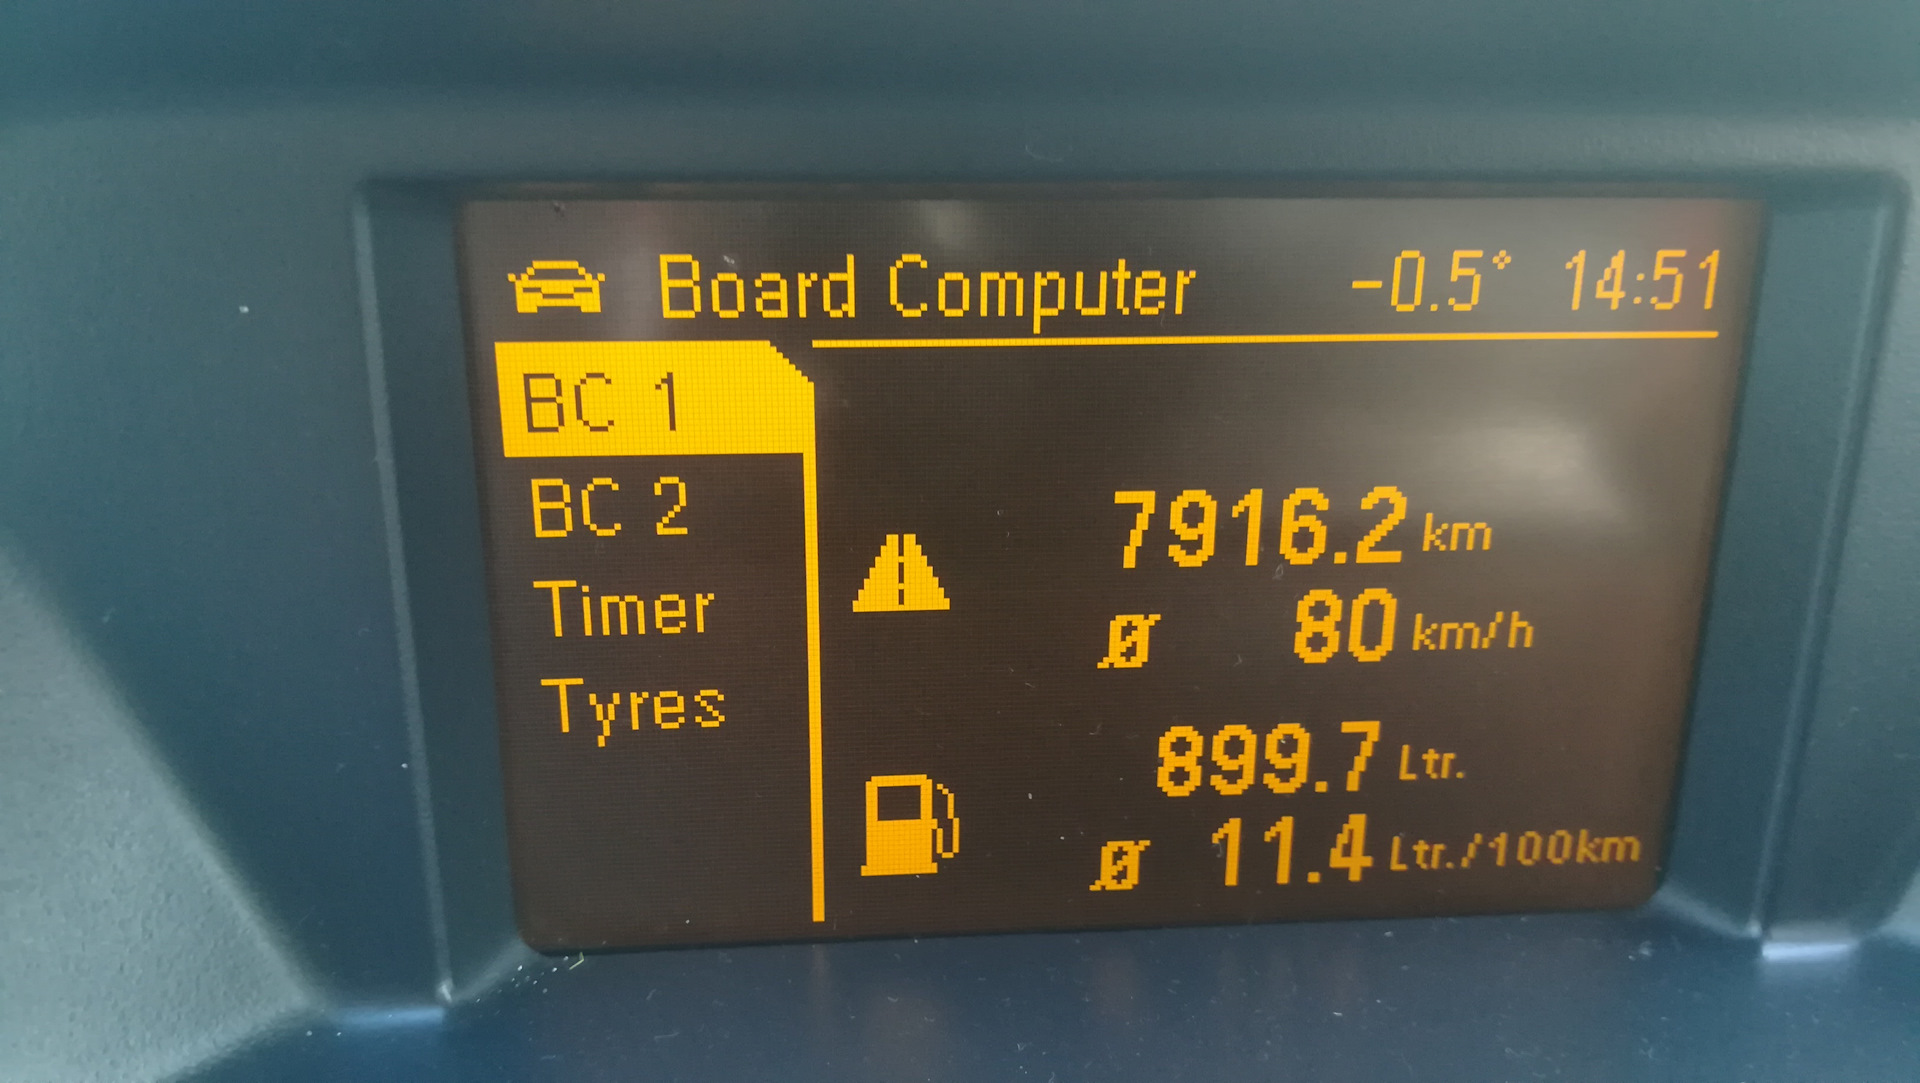 Board Computer -0.5° 14:51
BC 1
BC 2
Timer
Tyres
7916.2 km
Ø 80 km/h
899.7 Ltr.
Ø 11.4 Ltr./100km